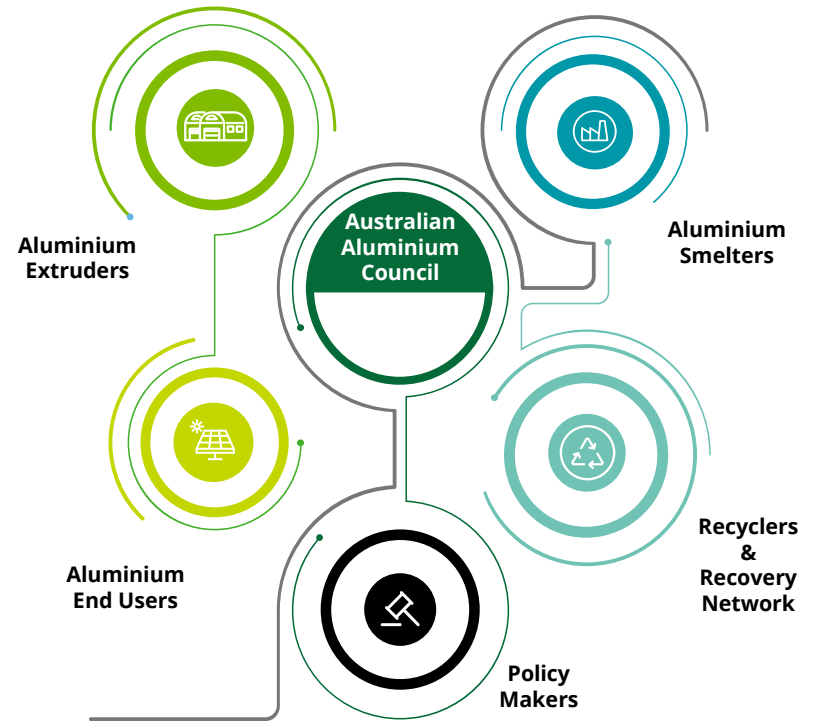 Australian
Aluminium
Council
Aluminium
Extruders
Aluminium
Smelters
Aluminium
End Users
Recyclers
&
Recovery
Network
Policy
Makers